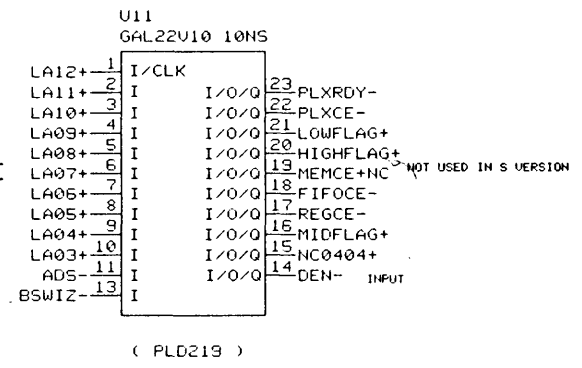 U11
GAL22V10 10NS
LA12+ 1 I/CLK
LA11+ 2 I I/O/Q 23 PLXRDY-
LA10+ 3 I I/O/Q 22 PLXCE-
LA09+ 4 I I/O/Q 21 LOWFLAG+
LA08+ 5 I I/O/Q 20 HIGHFLAG+
LA07+ 6 I I/O/Q 19 MEMCE+NC NOT USED IN S VERSION
LA06+ 7 I I/O/Q 18 FIFOCE-
LA05+ 8 I I/O/Q 17 REGCE-
LA04+ 9 I I/O/Q 16 MIDFLAG+
LA03+ 10 I I/O/Q 15 NC0404+
ADS- 11 I I/O/Q 14 DEN- INPUT
BSWIZ- 13 I
( PLD219 )